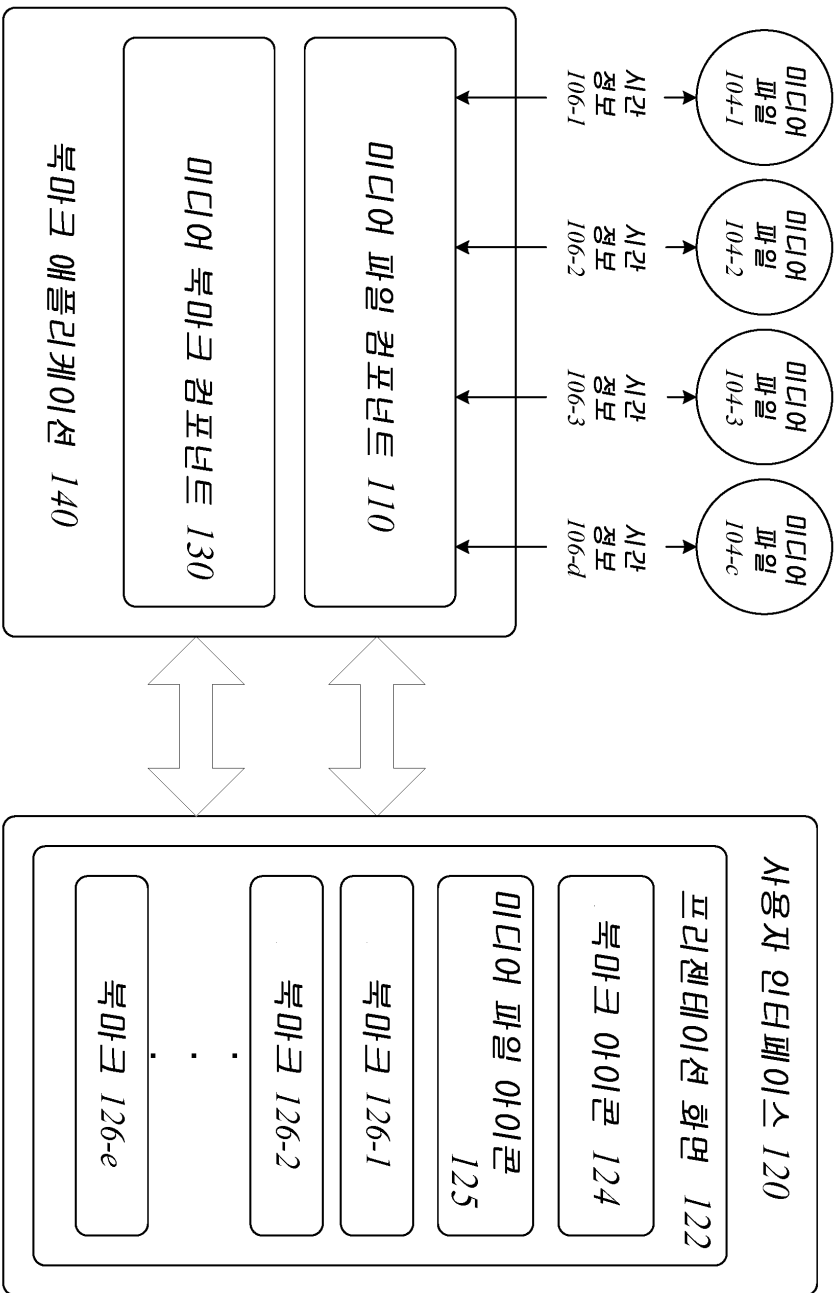 미디어
파일
104-1
미디어
파일
104-2
미디어
파일
104-3
미디어
파일
104-c
시간
정보
106-1
시간
정보
106-2
시간
정보
106-3
시간
정보
106-d
미디어 파일 컴포넌트 110
미디어 북마크 컴포넌트 130
북마크 애플리케이션 140
사용자 인터페이스 120
프리젠테이션 화면 122
북마크 아이콘 124
미디어 파일 아이콘
125
북마크 126-1
북마크 126-2
. . .
북마크 126-e